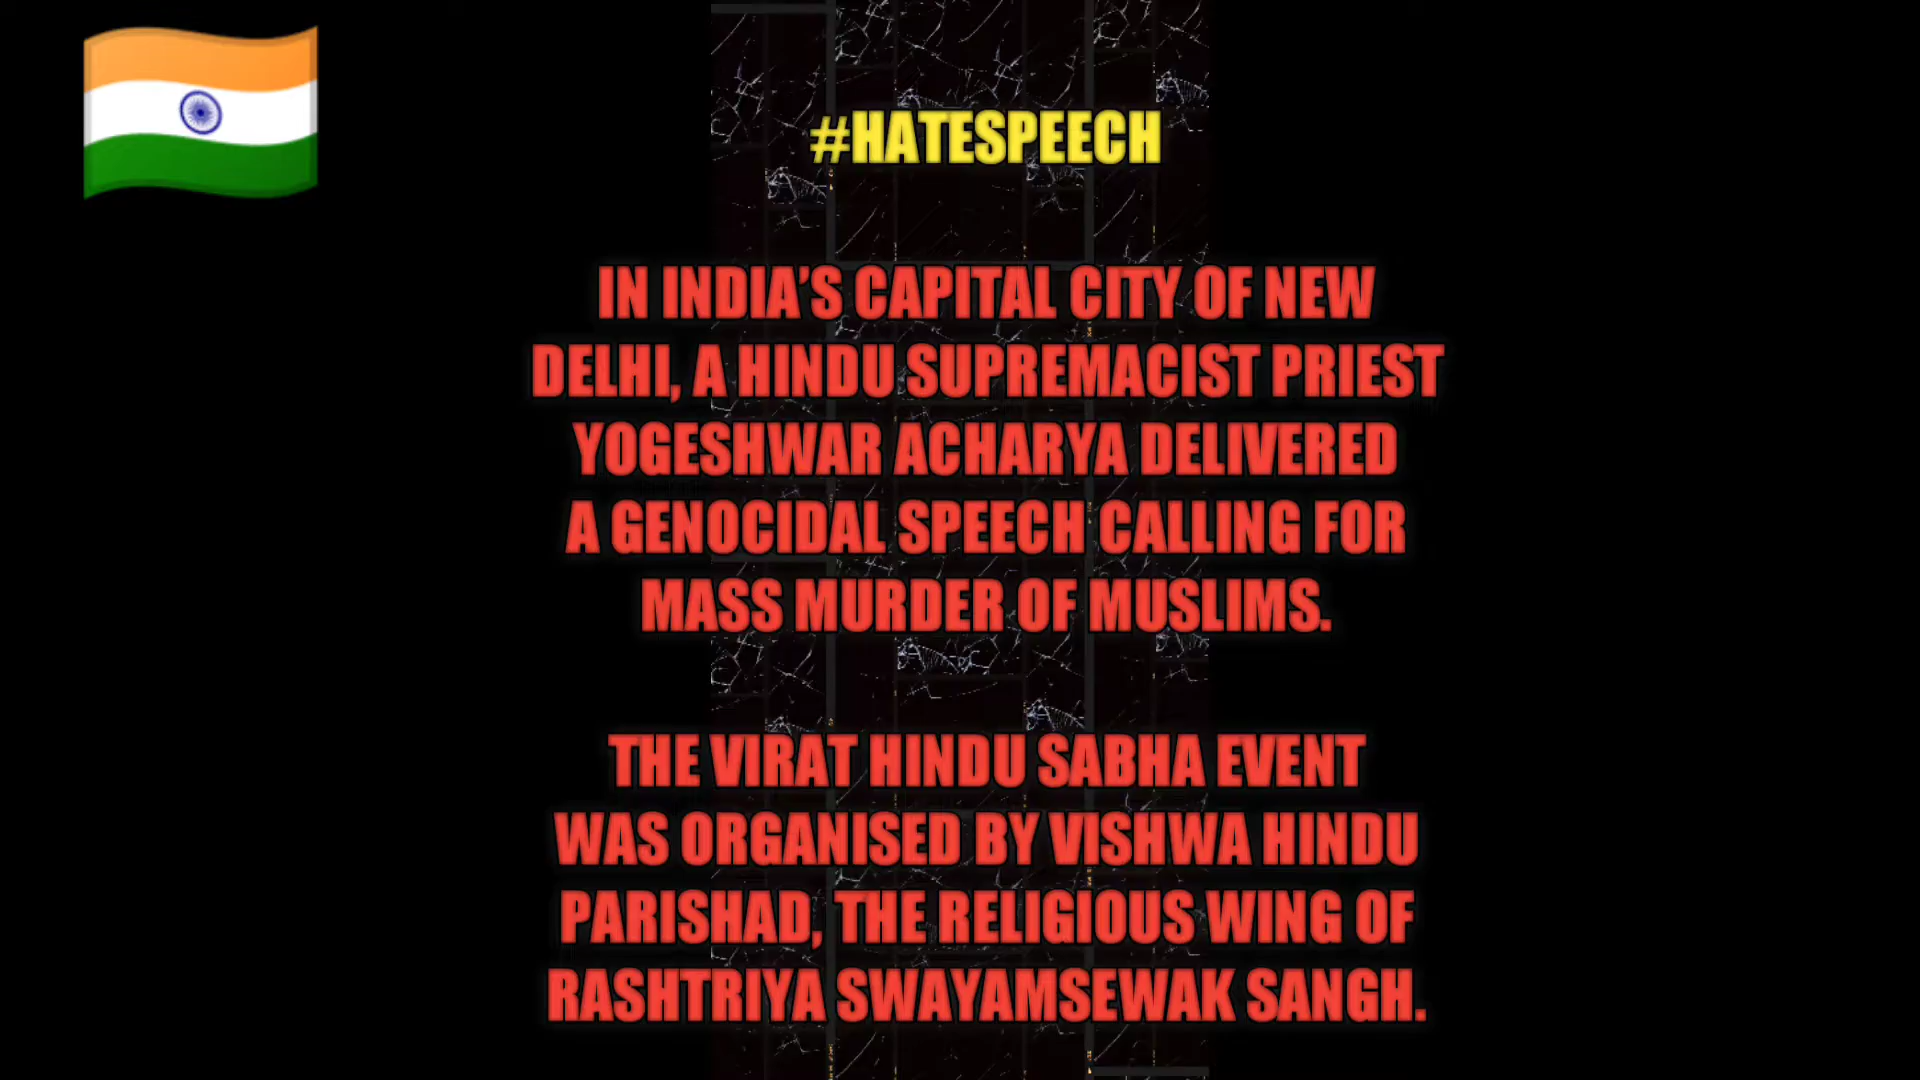 #HATESPEECH
IN INDIA’S CAPITAL CITY OF NEW
DELHI, A HINDU SUPREMACIST PRIEST
YOGESHWAR ACHARYA DELIVERED
A GENOCIDAL SPEECH CALLING FOR
MASS MURDER OF MUSLIMS.
THE VIRAT HINDU SABHA EVENT
WAS ORGANISED BY VISHWA HINDU
PARISHAD, THE RELIGIOUS WING OF
RASHTRIYA SWAYAMSEWAK SANGH.